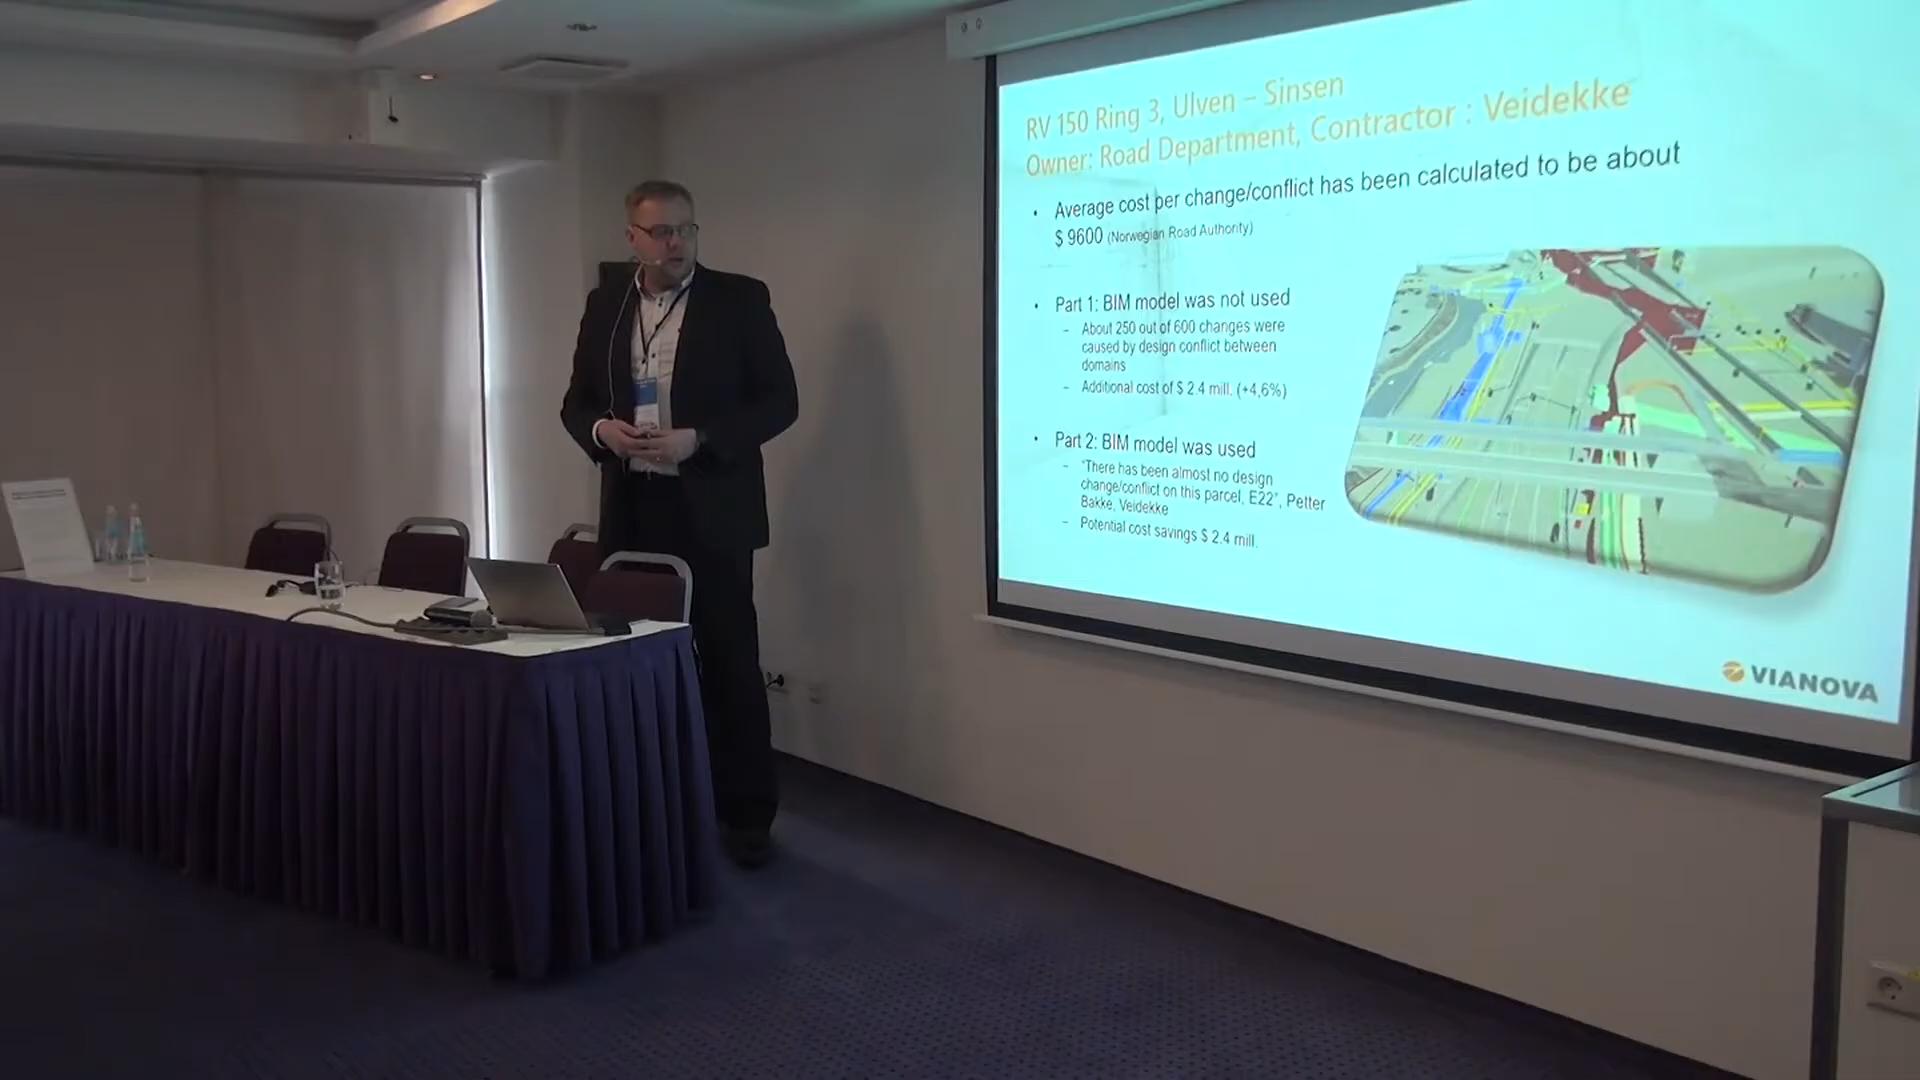 RV 150 Ring 3, Ulven – Sinsen
Owner: Road Department, Contractor : Veidekke
• Average cost per change/conflict has been calculated to be about
$ 9600 (Norwegian Road Authority)
• Part 1: BIM model was not used
- About 250 out of 600 changes were
caused by design conflict between
domains
- Additional cost of $ 2.4 mill. (+4,6%)
• Part 2: BIM model was used
- "There has been almost no design
change/conflict on this parcel, E22", Petter
Bakke, Veidekke
- Potential cost savings $ 2.4 mill.
VIANOVA